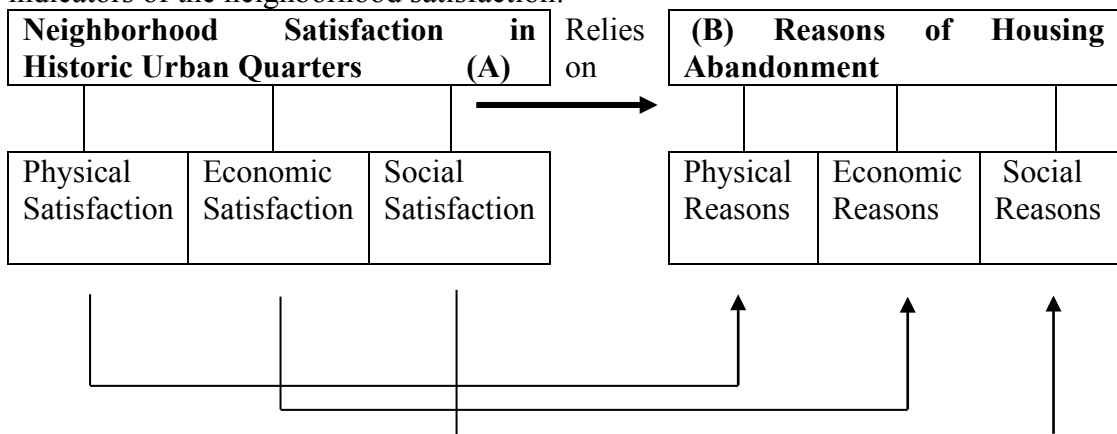 indicators of the neighborhood satisfaction.
Neighborhood Satisfaction in
Historic Urban Quarters (A)
Relies
on
(B) Reasons of Housing
Abandonment
Physical
Satisfaction
Economic
Satisfaction
Social
Satisfaction
Physical
Reasons
Economic
Reasons
Social
Reasons